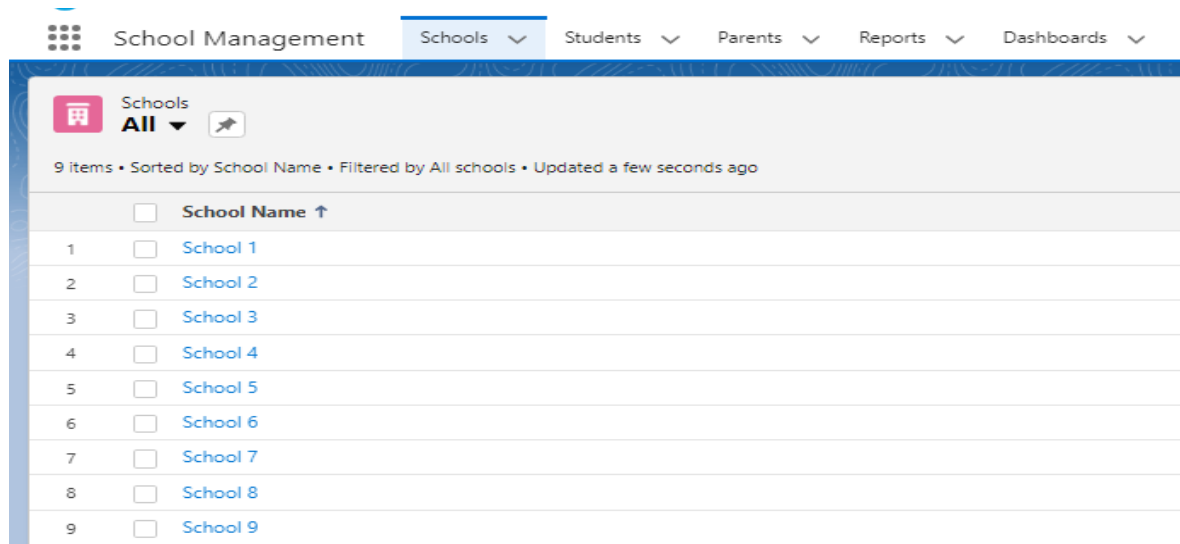 School Management Schools Students Parents Reports Dashboards
Schools
All
9 items • Sorted by School Name • Filtered by All schools • Updated a few seconds ago
School Name ↑
1 School 1
2 School 2
3 School 3
4 School 4
5 School 5
6 School 6
7 School 7
8 School 8
9 School 9